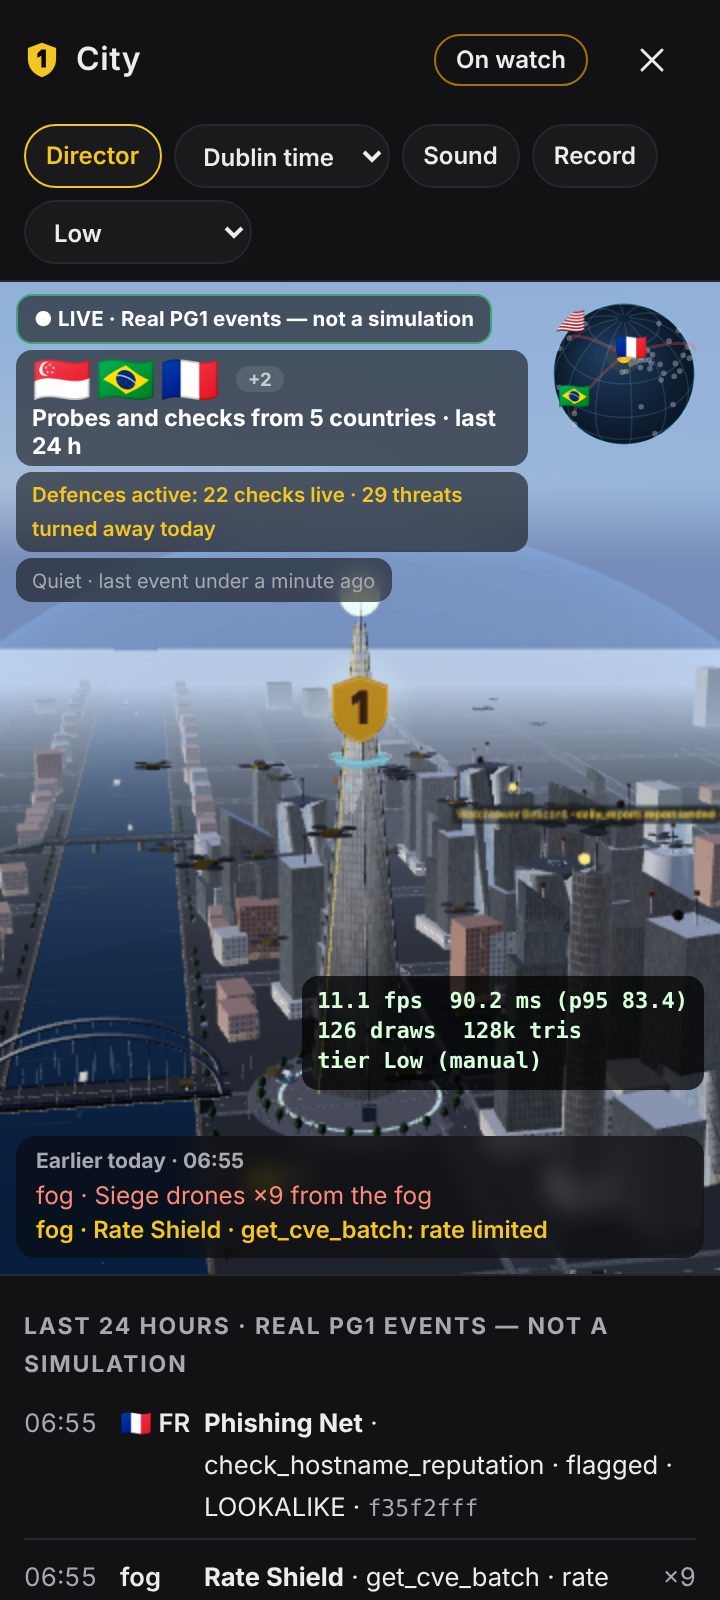 1 City
On watch
Director
Dublin time
Sound
Record
Low
LIVE · Real PG1 events — not a simulation
+2
Probes and checks from 5 countries · last
24 h
Defences active: 22 checks live · 29 threats
turned away today
Quiet · last event under a minute ago
1
11.1 fps 90.2 ms (p95 83.4)
126 draws 128k tris
tier Low (manual)
Earlier today · 06:55
fog · Siege drones ×9 from the fog
fog · Rate Shield · get_cve_batch: rate limited
LAST 24 HOURS · REAL PG1 EVENTS — NOT A
SIMULATION
06:55 FR Phishing Net ·
check_hostname_reputation · flagged ·
LOOKALIKE · f35f2fff
06:55 fog Rate Shield · get_cve_batch · rate ×9